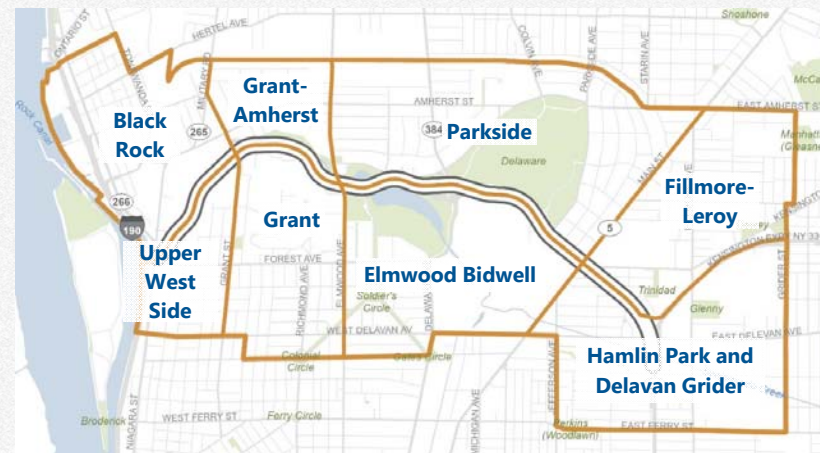 Shoshone
HERTEL AVE
ONTARIO ST
MILITARY RD
COLVIN AVE
PARKSIDE AVE
STARIN AVE
Grant-
Amherst
AMHERST ST
EAST AMHERST ST
Black
Rock
265
384
Parkside
Rock Canal
Delaware
MAIN ST
Fillmore-
Leroy
266
190
Grant
5
KENSINGTON EXPY NY 33
Upper
West
Side
GRANT ST
FOREST AVE
ELMWOOD AVE
Elmwood Bidwell
RICHMOND AVE
Soldier's
Circle
Trinidad
Glenny
GRIDER ST
WEST DELAVAN AV
EAST DELEVAN AVE
Colonial
Circle
Gates Circle
Hamlin Park and
Delavan Grider
JEFFERSON AVE
Broderick
NIAGARA ST
WEST FERRY ST
Ferry Circle
MICHIGAN AVE
Perkins
(Woodlawn)
EAST FERRY ST